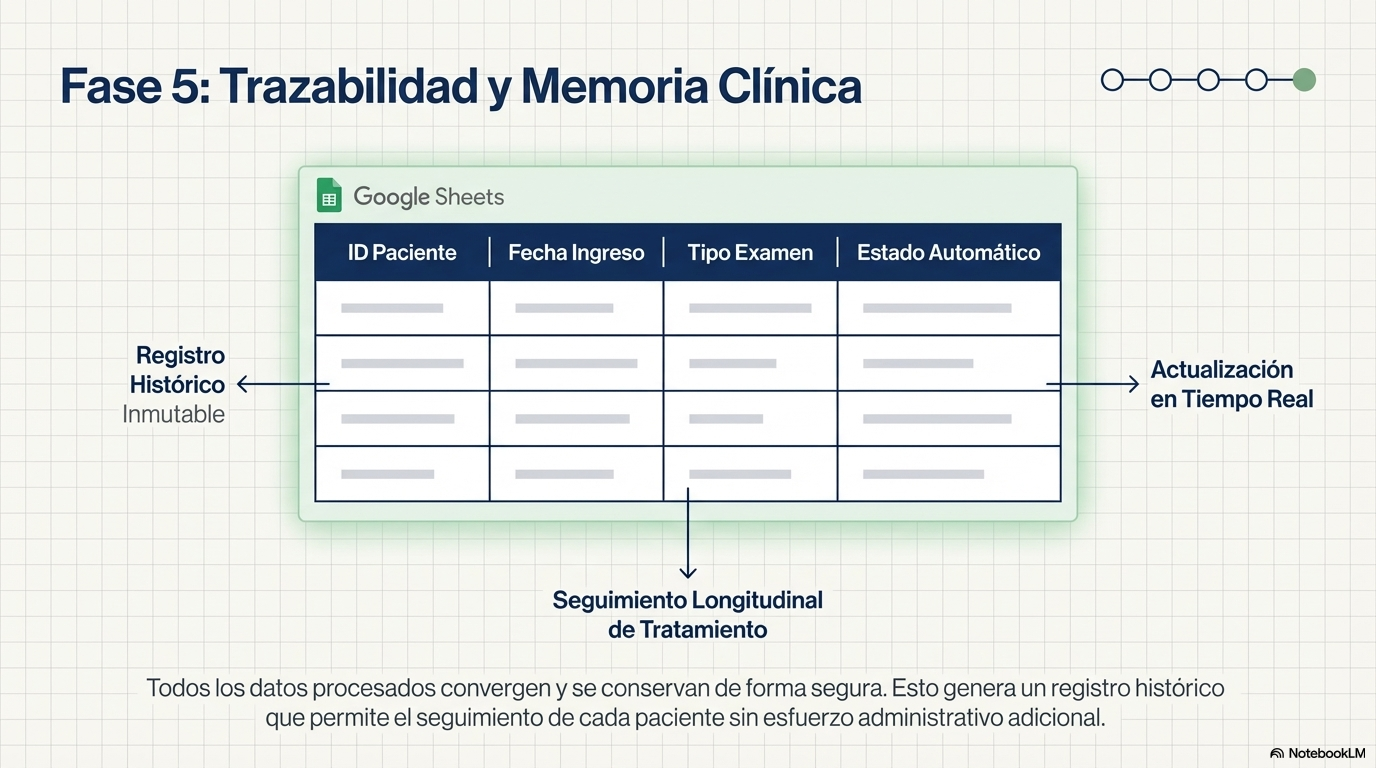 Fase 5: Trazabilidad y Memoria Clínica
Google Sheets
ID Paciente
Fecha Ingreso
Tipo Examen
Estado Automático
Registro
Histórico
Inmutable
Actualización
en Tiempo Real
Seguimiento Longitudinal
de Tratamiento
Todos los datos procesados convergen y se conservan de forma segura. Esto genera un registro histórico
que permite el seguimiento de cada paciente sin esfuerzo administrativo adicional.
NotebookLM